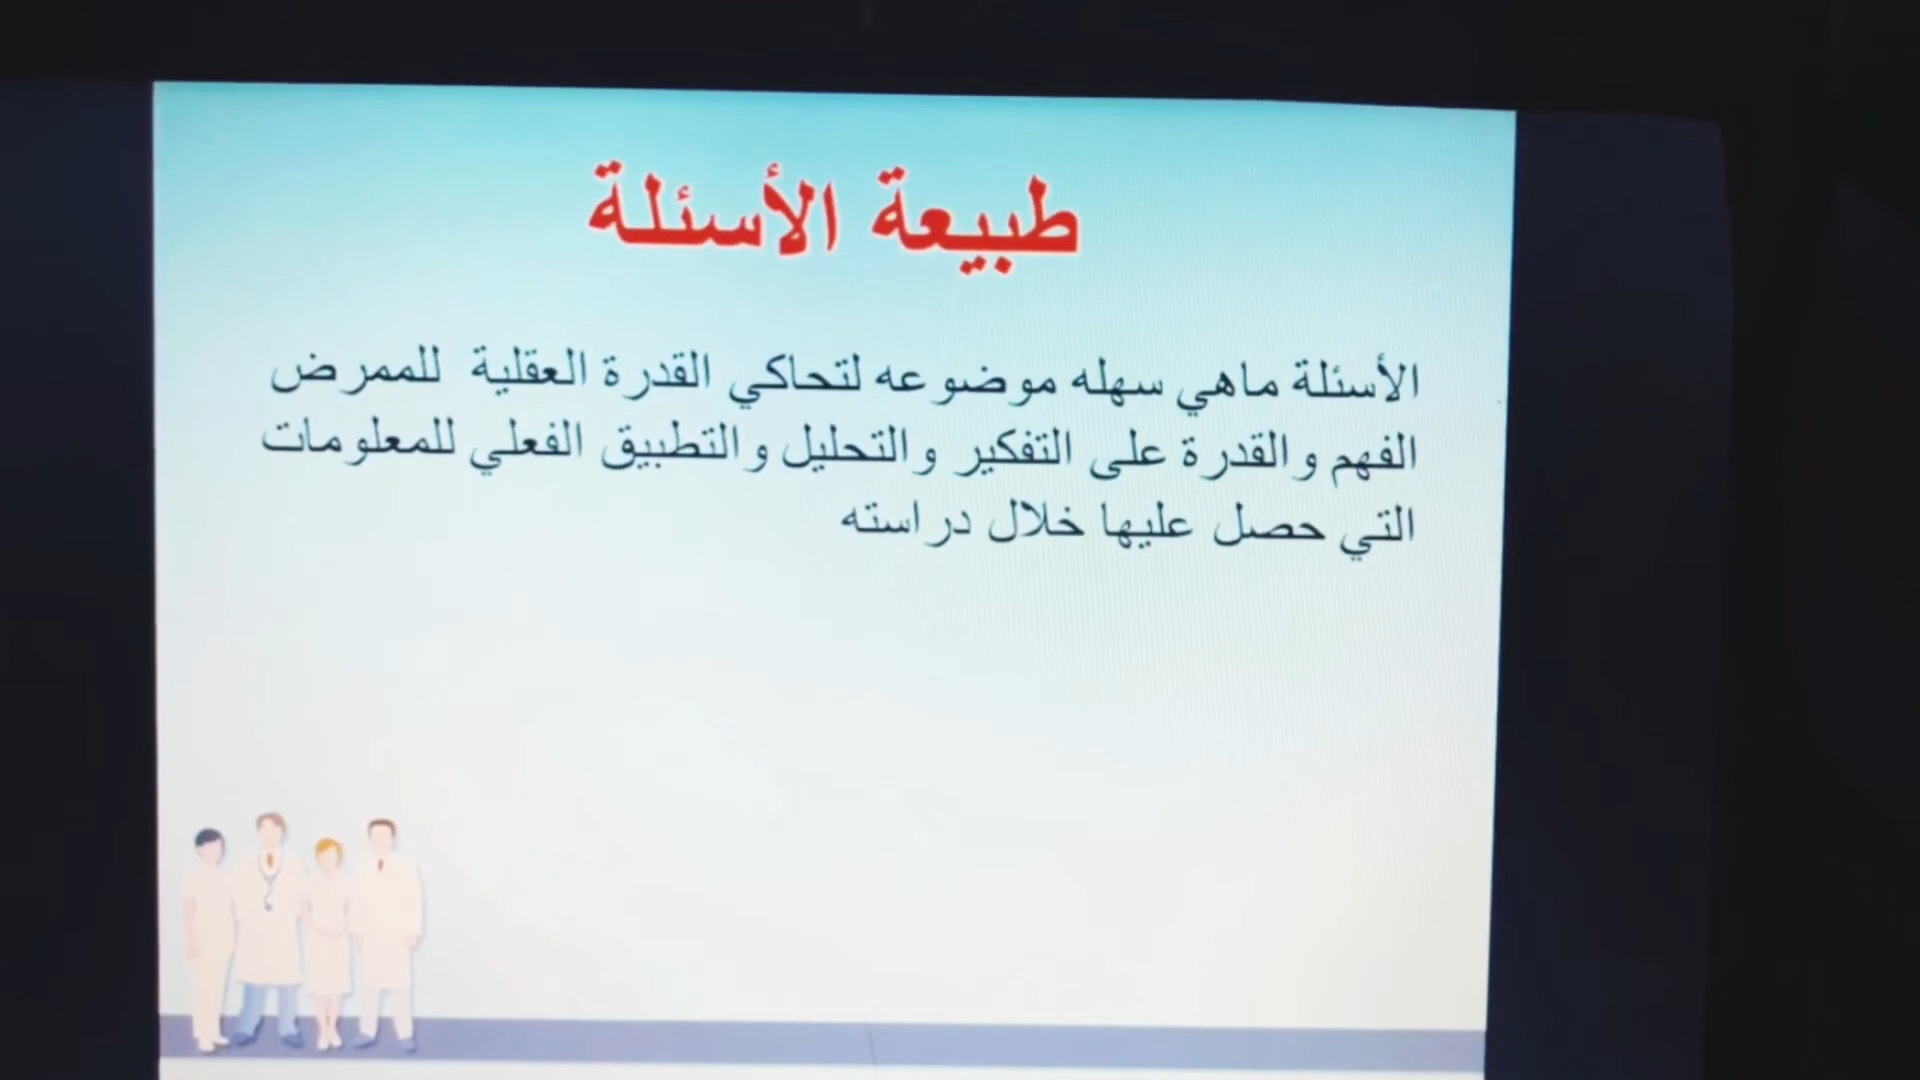 طبيعة الأسئلة
الأسئلة ماهي سهله موضوعه لتحاكي القدرة العقلية للممرض
الفهم والقدرة على التفكير والتحليل والتطبيق الفعلي للمعلومات
التي حصل عليها خلال دراسته